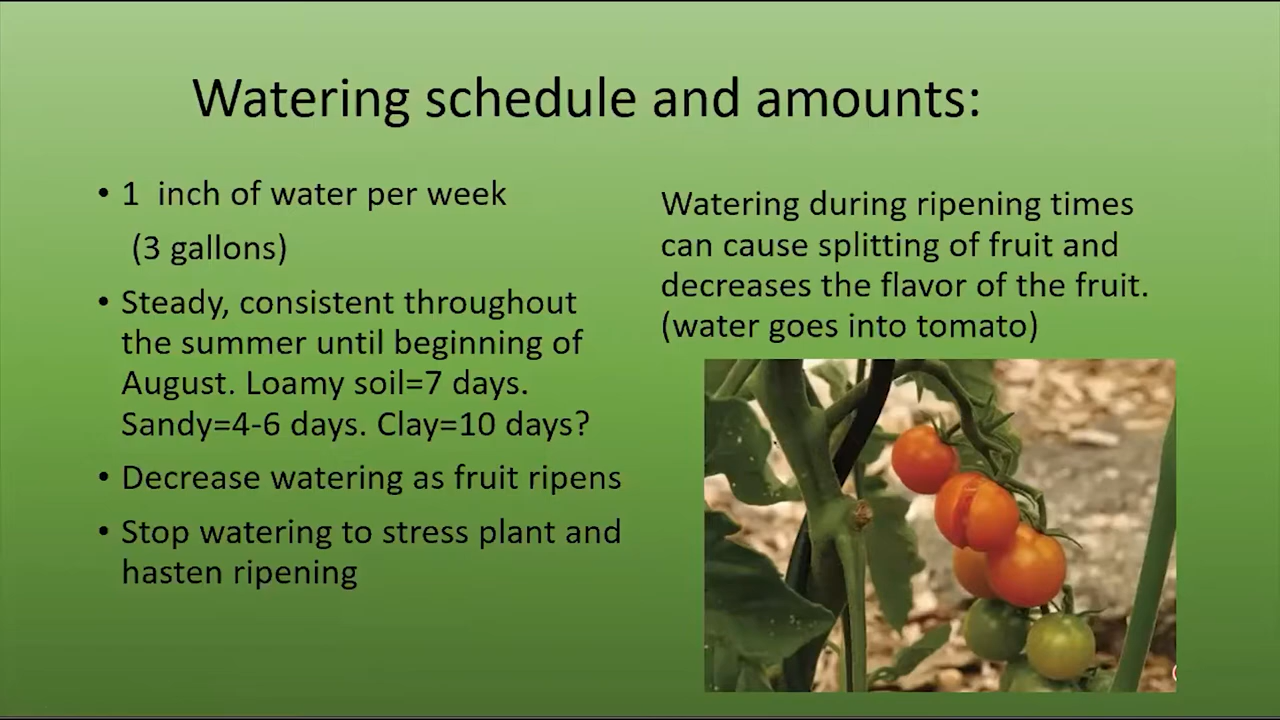 Watering schedule and amounts:
• 1  inch of water per week
(3 gallons)
• Steady, consistent throughout
the summer until beginning of
August. Loamy soil=7 days.
Sandy=4-6 days. Clay=10 days?
• Decrease watering as fruit ripens
• Stop watering to stress plant and
hasten ripening
Watering during ripening times
can cause splitting of fruit and
decreases the flavor of the fruit.
(water goes into tomato)